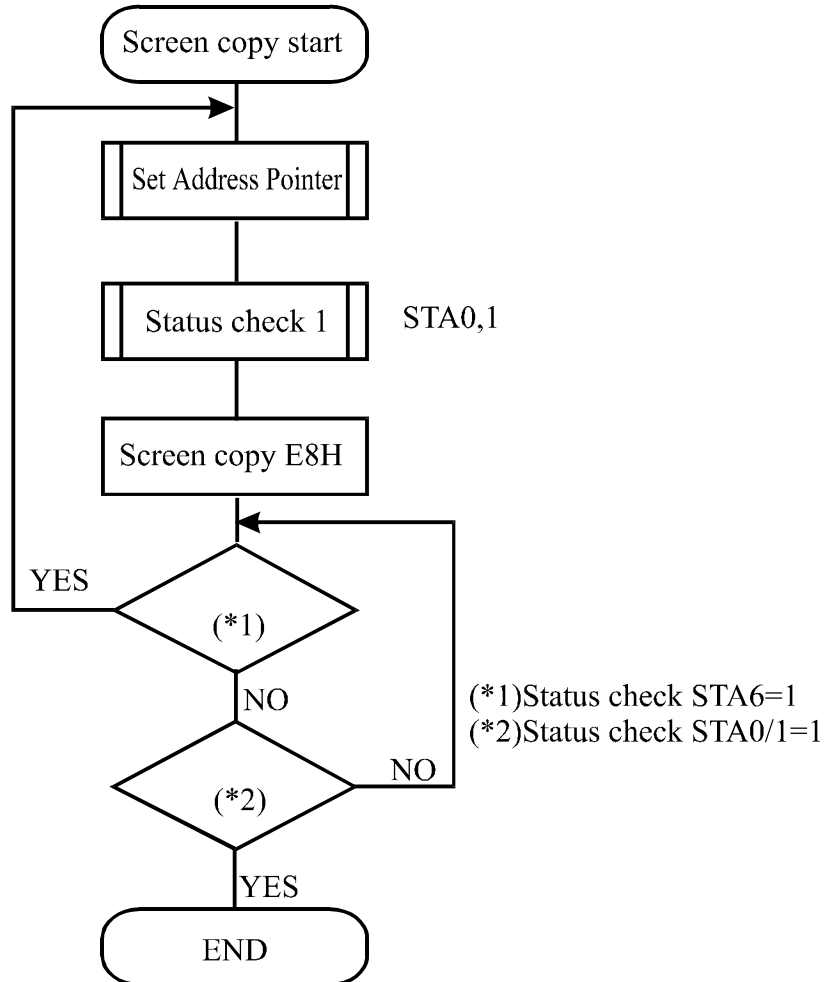 Screen copy start
Set Address Pointer
Status check 1
STA0,1
Screen copy E8H
YES
(*1)
NO
(*1)Status check STA6=1
(*2)Status check STA0/1=1
NO
(*2)
YES
END